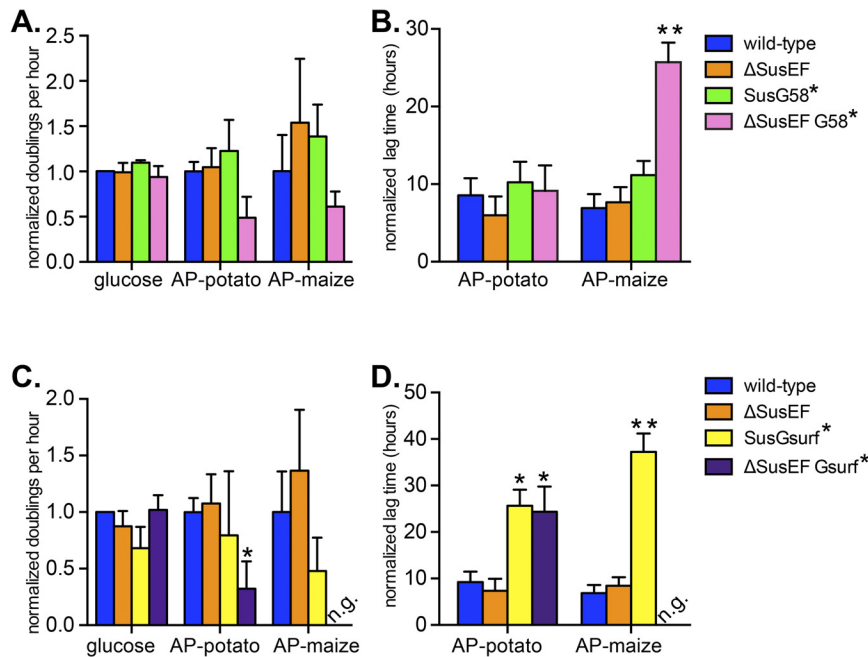 A.
normalized doublings per hour
2.5
2.0
1.5
1.0
0.5
0.0
glucose AP-potato AP-maize
B.
normalized lag time (hours)
30
20
10
0
**
AP-potato AP-maize
wild-type
ΔSusEF
SusG58*
ΔSusEF G58*
C.
normalized doublings per hour
2.0
1.5
1.0
0.5
0.0
*
n.g.
glucose AP-potato AP-maize
D.
normalized lag time (hours)
50
40
30
20
10
0
* * **
n.g.
AP-potato AP-maize
wild-type
ΔSusEF
SusGsurf*
ΔSusEF Gsurf*